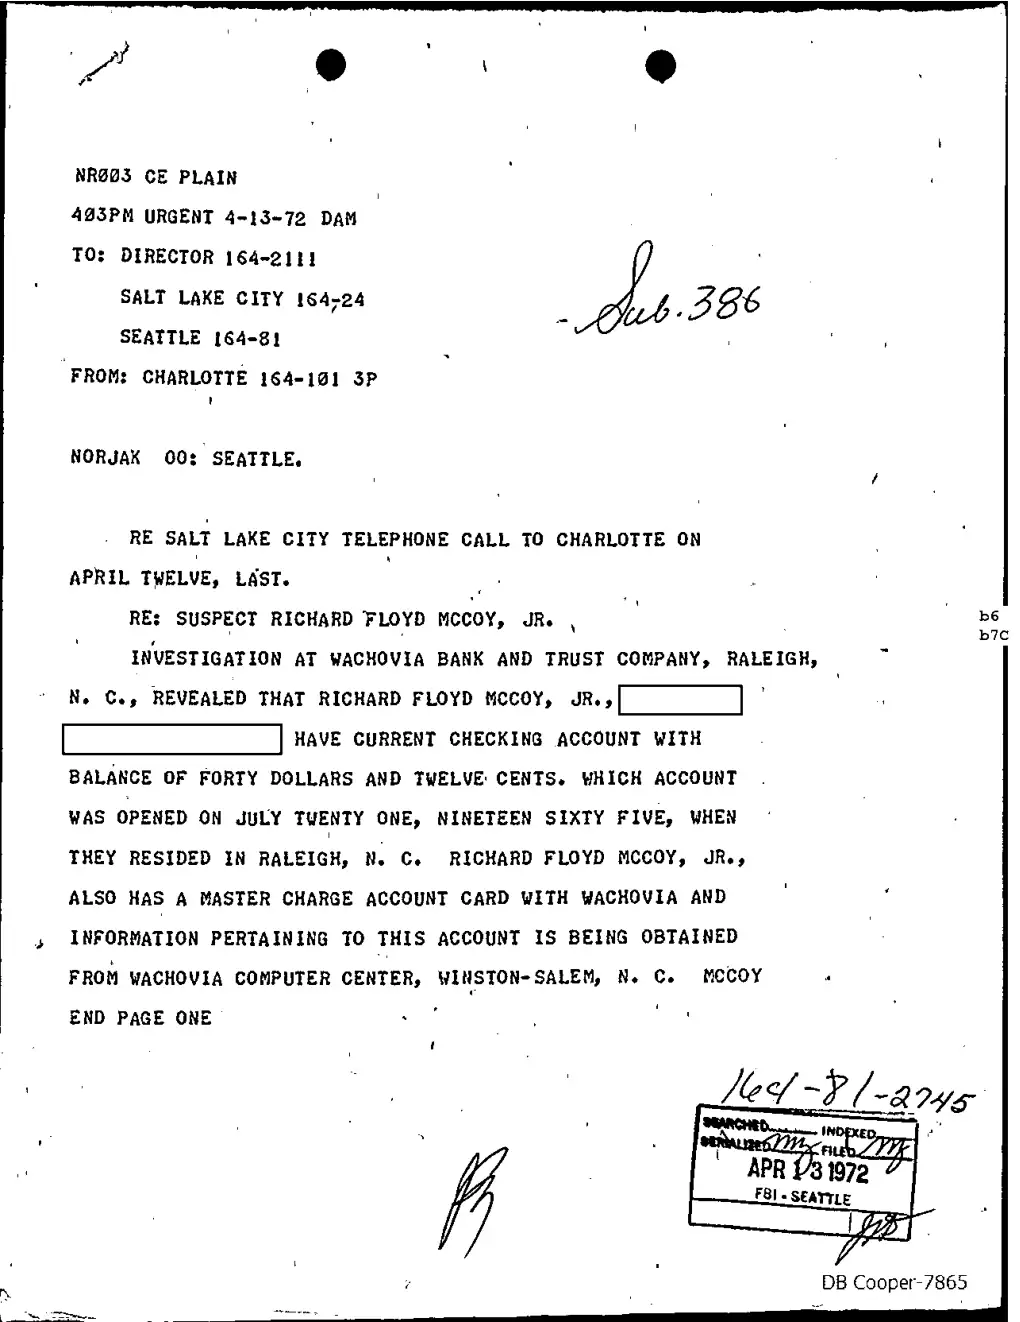 NR003 CE PLAIN
403PM URGENT 4-13-72 DAM
TO: DIRECTOR 164-2111
SALT LAKE CITY 164-24
SEATTLE 164-81
- Sub. 386
FROM: CHARLOTTE 164-101 3P
NORJAK OO: SEATTLE.
RE SALT LAKE CITY TELEPHONE CALL TO CHARLOTTE ON
APRIL TWELVE, LAST.
RE: SUSPECT RICHARD FLOYD MCCOY, JR.
b6
b7C
INVESTIGATION AT WACHOVIA BANK AND TRUST COMPANY, RALEIGH,
N. C., REVEALED THAT RICHARD FLOYD MCCOY, JR.,
HAVE CURRENT CHECKING ACCOUNT WITH
BALANCE OF FORTY DOLLARS AND TWELVE CENTS. WHICH ACCOUNT
WAS OPENED ON JULY TWENTY ONE, NINETEEN SIXTY FIVE, WHEN
THEY RESIDED IN RALEIGH, N. C. RICHARD FLOYD MCCOY, JR.,
ALSO HAS A MASTER CHARGE ACCOUNT CARD WITH WACHOVIA AND
INFORMATION PERTAINING TO THIS ACCOUNT IS BEING OBTAINED
FROM WACHOVIA COMPUTER CENTER, WINSTON-SALEM, N. C. MCCOY
END PAGE ONE
164-81-2745
SEARCHED INDEXED
SERIALIZED FILED
APR 13 1972
FBI - SEATTLE
DB Cooper-7865